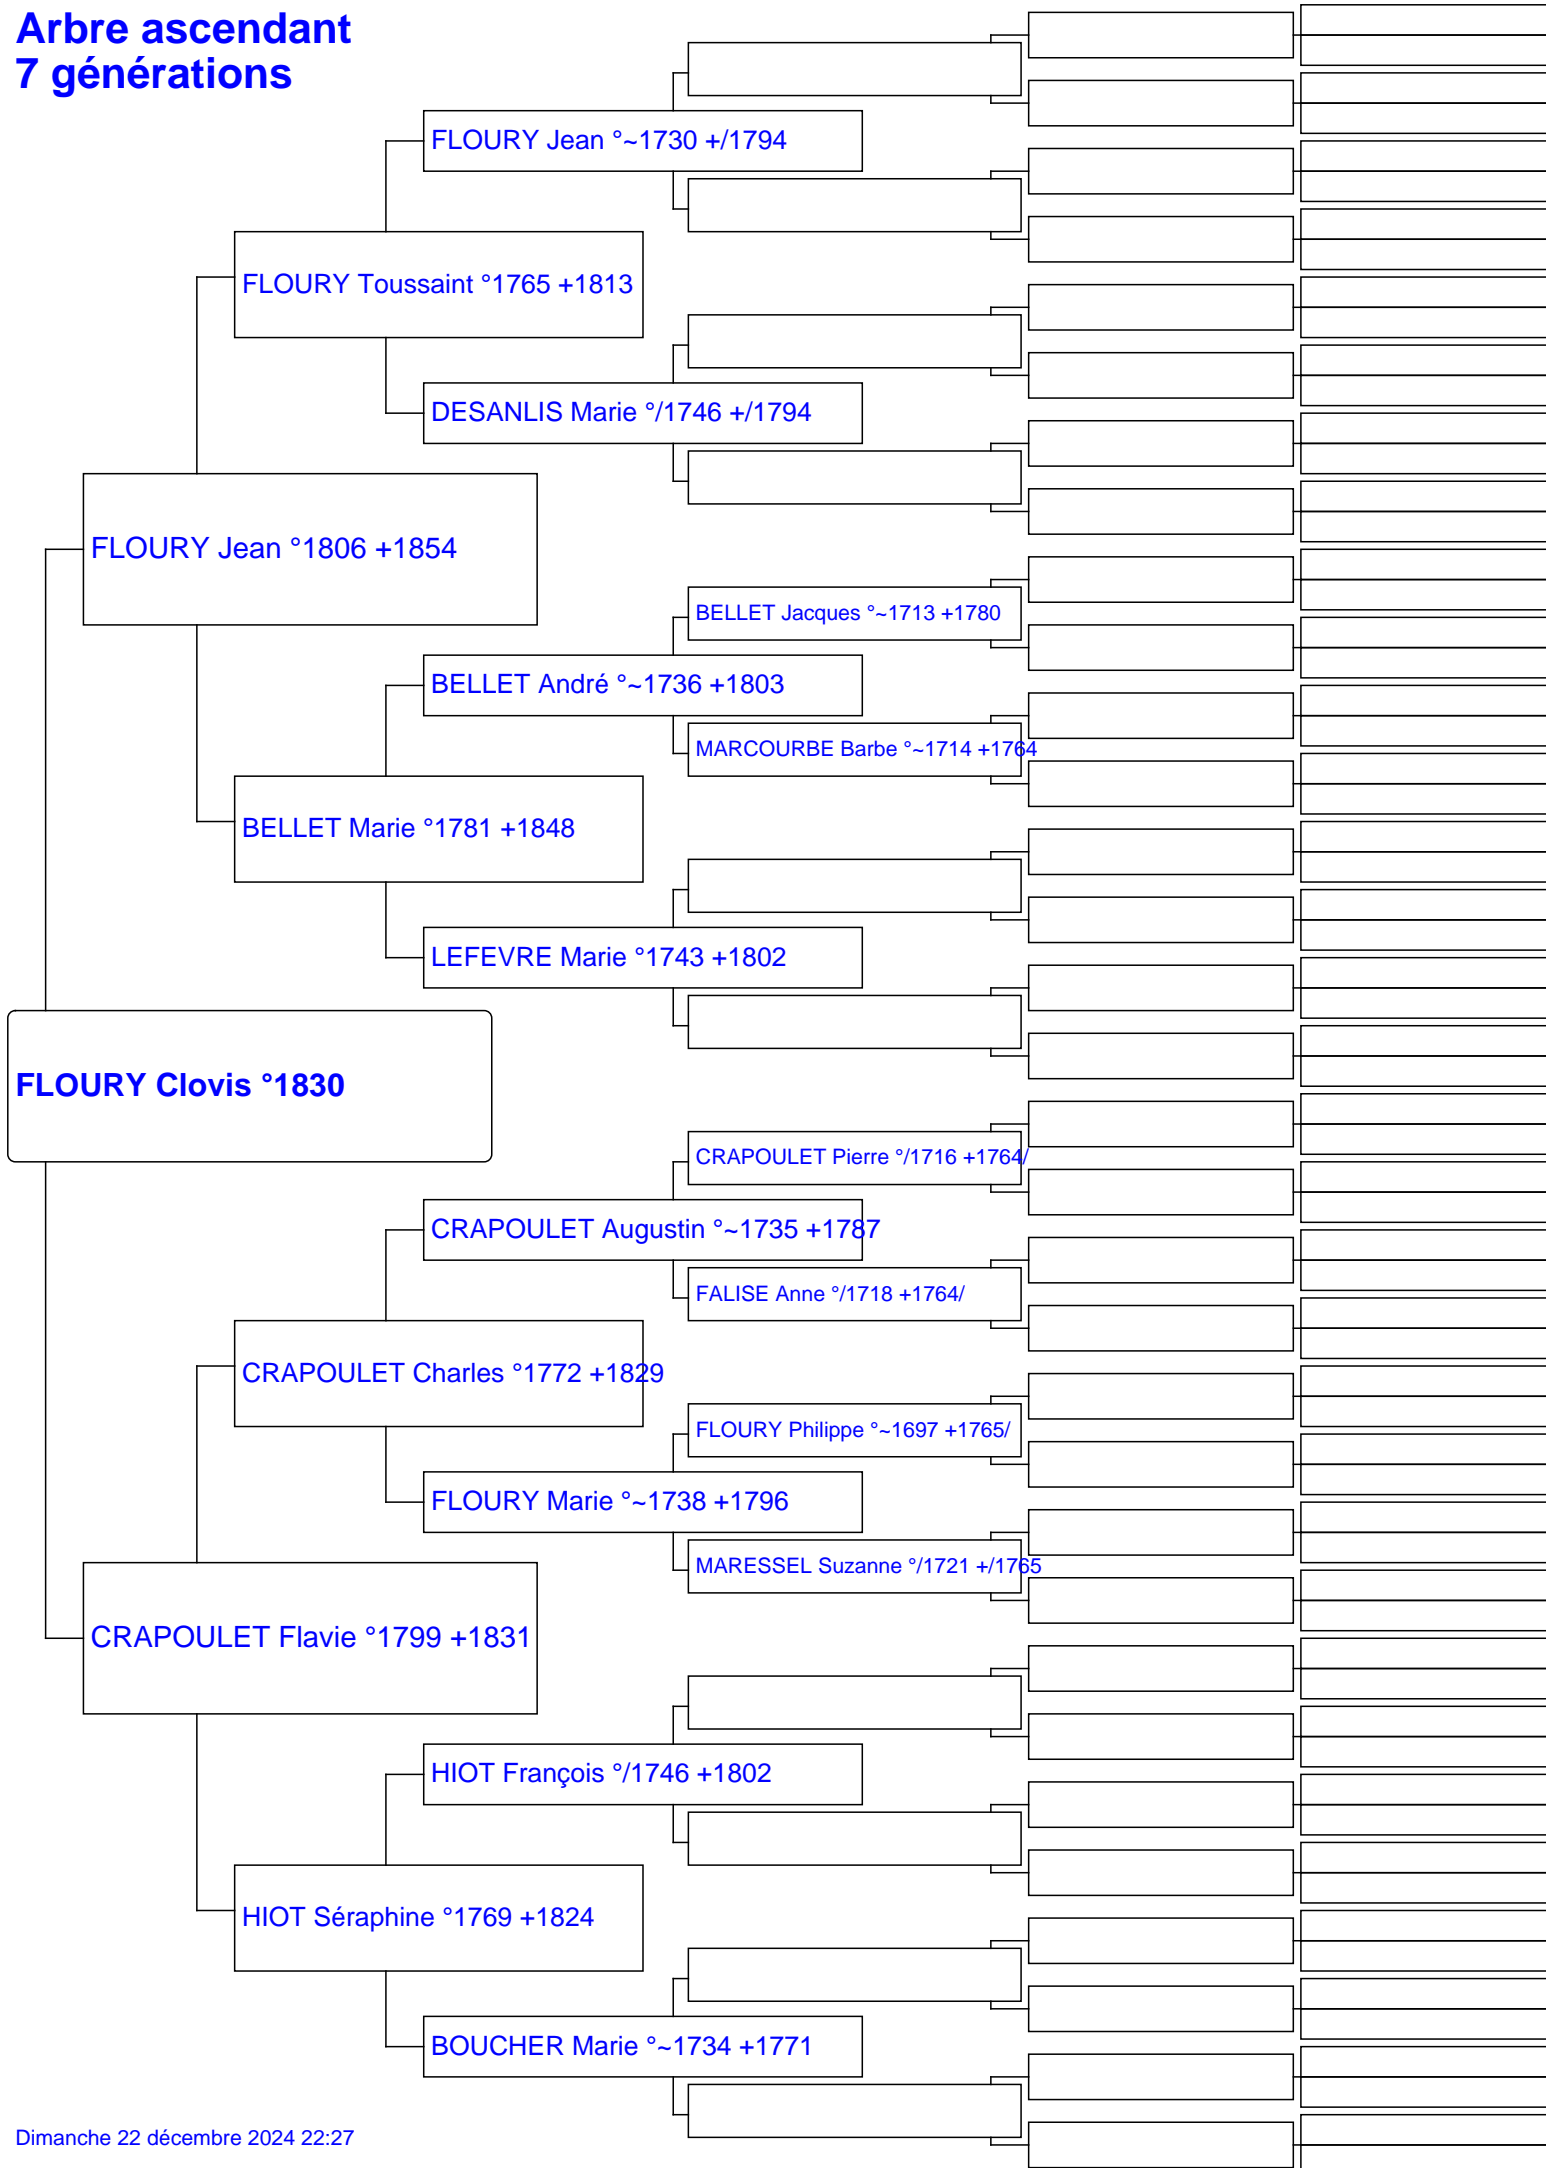 Arbre ascendant
7 générations
FLOURY Jean °~1730 +/1794
FLOURY Toussaint °1765 +1813
DESANLIS Marie °/1746 +/1794
FLOURY Jean °1806 +1854
BELLET Jacques °~1713 +1780
BELLET André °~1736 +1803
MARCOURBE Barbe °~1714 +1764
BELLET Marie °1781 +1848
LEFEVRE Marie °1743 +1802
FLOURY Clovis °1830
CRAPOULET Pierre °/1716 +1764/
CRAPOULET Augustin °~1735 +1787
FALISE Anne °/1718 +1764/
CRAPOULET Charles °1772 +1829
FLOURY Philippe °~1697 +1765/
FLOURY Marie °~1738 +1796
MARESSEL Suzanne °/1721 +/1765
CRAPOULET Flavie °1799 +1831
HIOT François °/1746 +1802
HIOT Séraphine °1769 +1824
BOUCHER Marie °~1734 +1771
Dimanche 22 décembre 2024 22:27